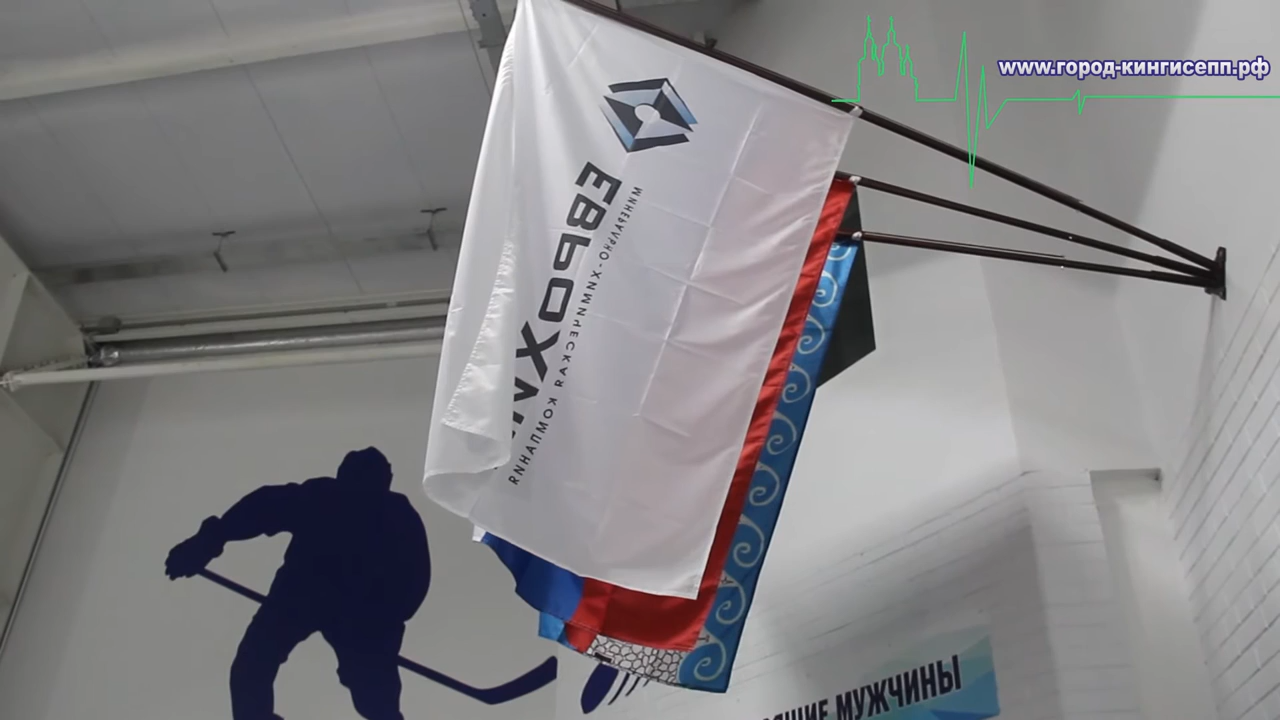 www.город-кингисепп.рф
ЕВРОХИМ
МИНЕРАЛЬНО-ХИМИЧЕСКАЯ КОМПАНИЯ
МУЖЧИНЫ